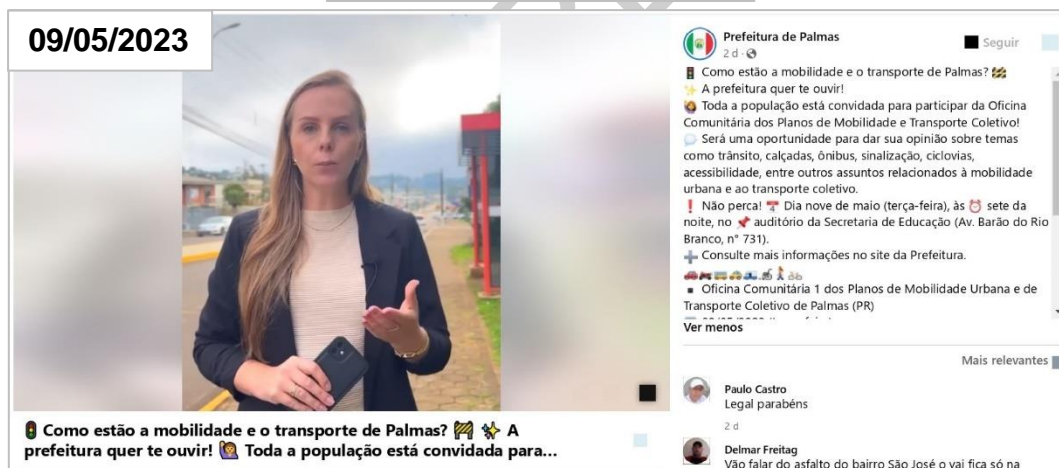 09/05/2023
🚦 Como estão a mobilidade e o transporte de Palmas? 🚧 ✨ A
prefeitura quer te ouvir! 🙋 Toda a população está convidada para...
Prefeitura de Palmas
2 d
Seguir
🚦 Como estão a mobilidade e o transporte de Palmas? 🚧
✨ A prefeitura quer te ouvir!
🙋 Toda a população está convidada para participar da Oficina
Comunitária dos Planos de Mobilidade e Transporte Coletivo!
💬 Será uma oportunidade para dar sua opinião sobre temas
como trânsito, calçadas, ônibus, sinalização, ciclovias,
acessibilidade, entre outros assuntos relacionados à mobilidade
urbana e ao transporte coletivo.
❗ Não perca! 📅 Dia nove de maio (terça-feira), às ⏰ sete da
noite, no 📌 auditório da Secretaria de Educação (Av. Barão do Rio
Branco, n° 731).
➕ Consulte mais informações no site da Prefeitura.
▪ Oficina Comunitária 1 dos Planos de Mobilidade Urbana e de
Transporte Coletivo de Palmas (PR)
Ver menos
Mais relevantes
Paulo Castro
Legal parabéns
2 d
Delmar Freitag
Vão falar do asfalto do bairro São José o vai fica só na